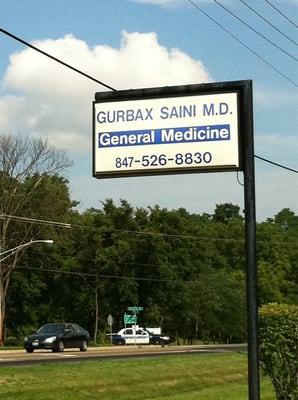 GURBAX SAINI M.D.
General Medicine
847-526-8830